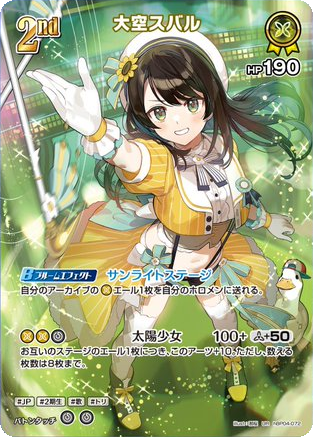 2nd
大空スバル
HP190
ブルームエフェクト サンライトステージ
自分のアーカイブのエール1枚を自分のホロメンに送れる。
太陽少女 100+ +50
お互いのステージのエール1枚につき、このアーツ+10。ただし、数える
枚数は8枚まで。
#JP #2期生 #歌 #トリ
バトンタッチ
hBP04-072